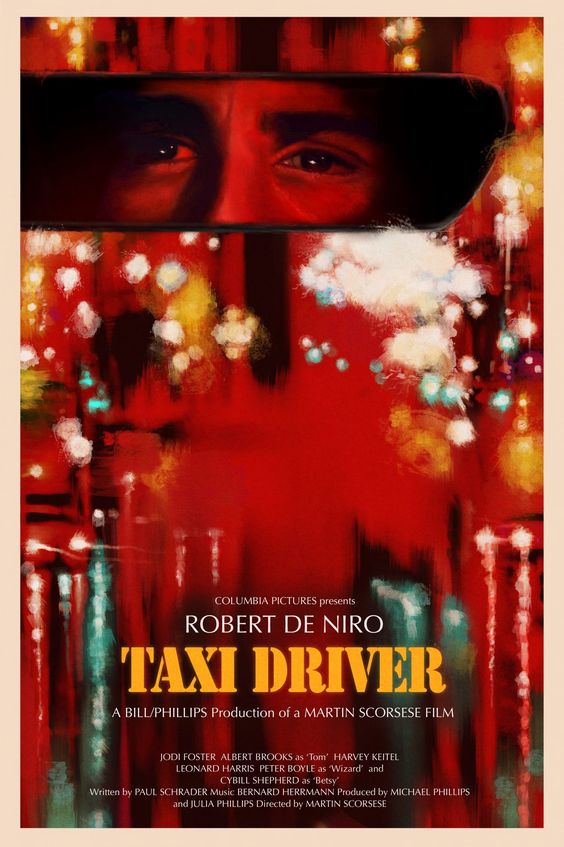 COLUMBIA PICTURES presents
ROBERT DE NIRO
TAXI DRIVER
A BILL/PHILLIPS Production of a MARTIN SCORSESE FILM
JODI FOSTER ALBERT BROOKS as 'Tom' HARVEY KEITEL
LEONARD HARRIS PETER BOYLE as 'Wizard' and
CYBILL SHEPHERD as 'Betsy'
Written by PAUL SCHRADER Music BERNARD HERRMANN Produced by MICHAEL PHILLIPS
and JULIA PHILLIPS Directed by MARTIN SCORSESE